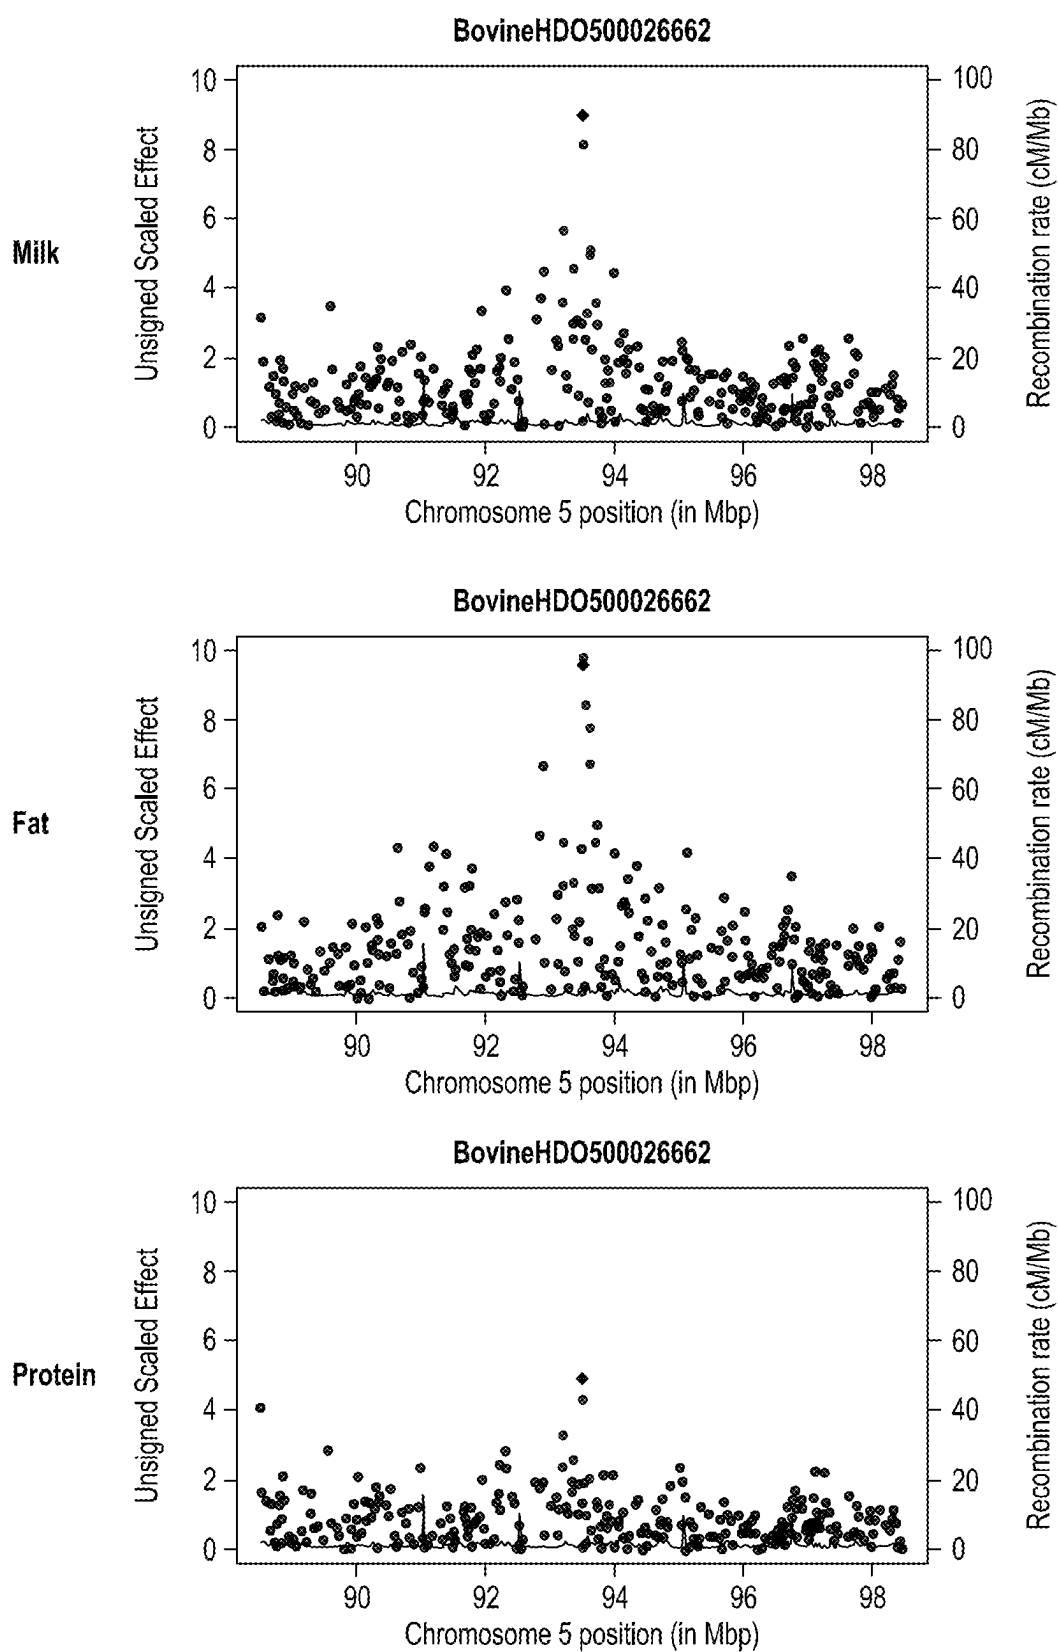 BovineHDO500026662
10
8
6
4
2
0
100
80
60
40
20
0
Milk
Unsigned Scaled Effect
Recombination rate (cM/Mb)
90 92 94 96 98
Chromosome 5 position (in Mbp)
BovineHDO500026662
10
8
6
4
2
0
100
80
60
40
20
0
Fat
Unsigned Scaled Effect
Recombination rate (cM/Mb)
90 92 94 96 98
Chromosome 5 position (in Mbp)
BovineHDO500026662
10
8
6
4
2
0
100
80
60
40
20
0
Protein
Unsigned Scaled Effect
Recombination rate (cM/Mb)
90 92 94 96 98
Chromosome 5 position (in Mbp)